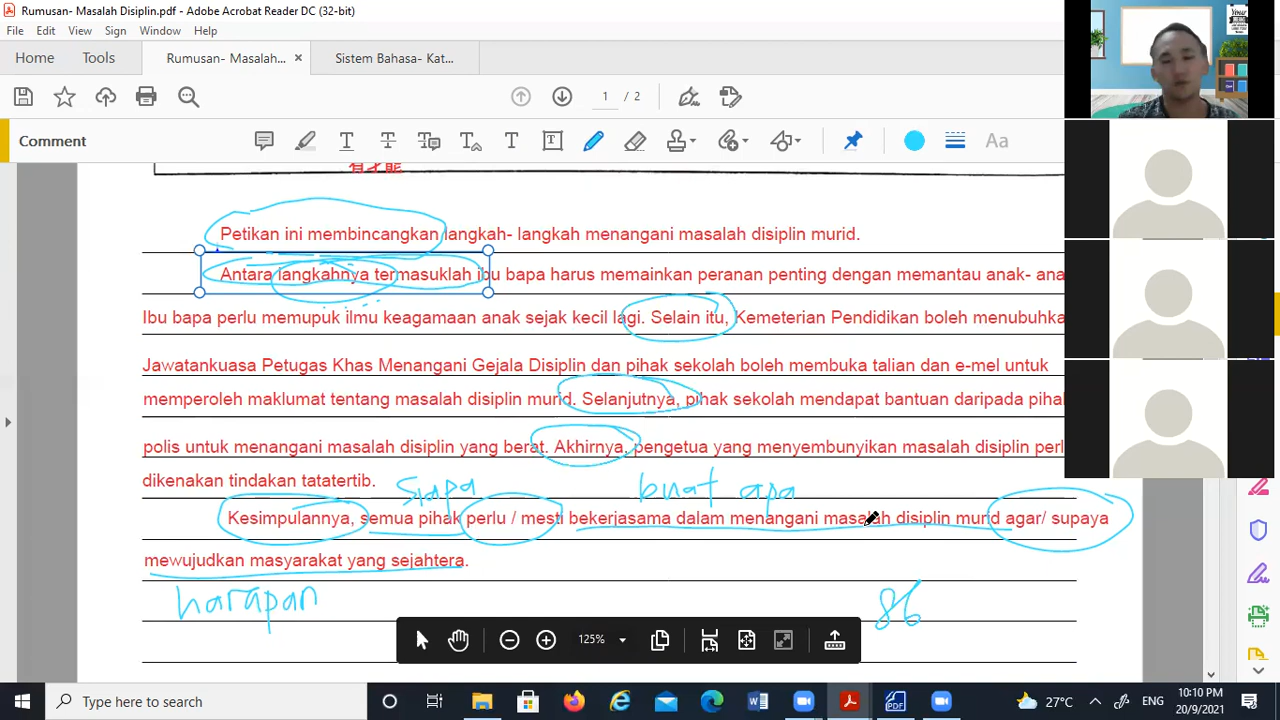 Rumusan- Masalah Disiplin.pdf - Adobe Acrobat Reader DC (32-bit)
File Edit View Sign Window Help
Home Tools Rumusan- Masalah... × Sistem Bahasa- Kat...
1 / 2
Comment
Aa
有才能
Petikan ini membincangkan langkah- langkah menangani masalah disiplin murid.
Antara langkahnya termasuklah ibu bapa harus memainkan peranan penting dengan memantau anak- ana
Ibu bapa perlu memupuk ilmu keagamaan anak sejak kecil lagi. Selain itu, Kemeterian Pendidikan boleh menubuhka
Jawatankuasa Petugas Khas Menangani Gejala Disiplin dan pihak sekolah boleh membuka talian dan e-mel untuk
memperoleh maklumat tentang masalah disiplin murid. Selanjutnya, pihak sekolah mendapat bantuan daripada piha
polis untuk menangani masalah disiplin yang berat. Akhirnya, pengetua yang menyembunyikan masalah disiplin perl
dikenakan tindakan tatatertib.
siapa buat apa
Kesimpulannya, semua pihak perlu / mesti bekerjasama dalam menangani masalah disiplin murid agar/ supaya
mewujudkan masyarakat yang sejahtera.
harapan 86
125%
Type here to search
27°C ENG
10:10 PM
20/9/2021